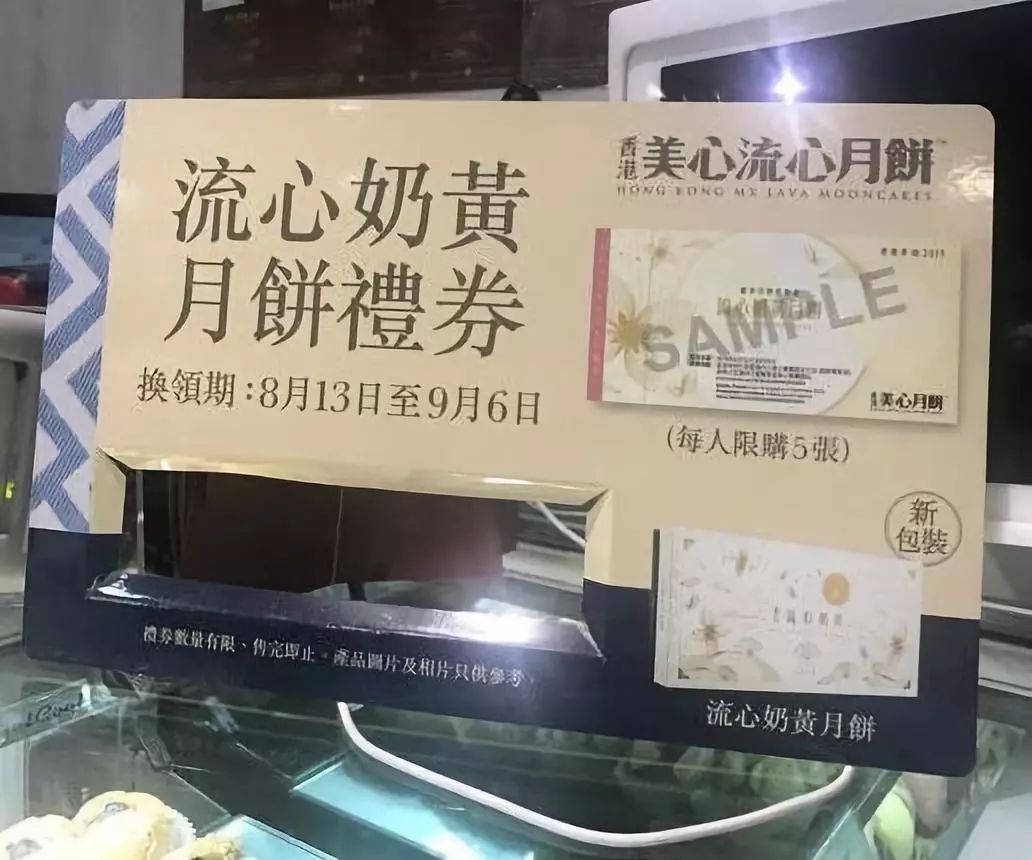 流心奶黃
月餅禮券
換領期：8月13日至9月6日
香港美心流心月餅
HONG KONG MX LAVA MOONCAKES
SAMPLE
美心月餅
(每人限購5張)
新
包裝
流心奶黃月餅
禮券數量有限、售完即止。產品圖片及相片只供參考。